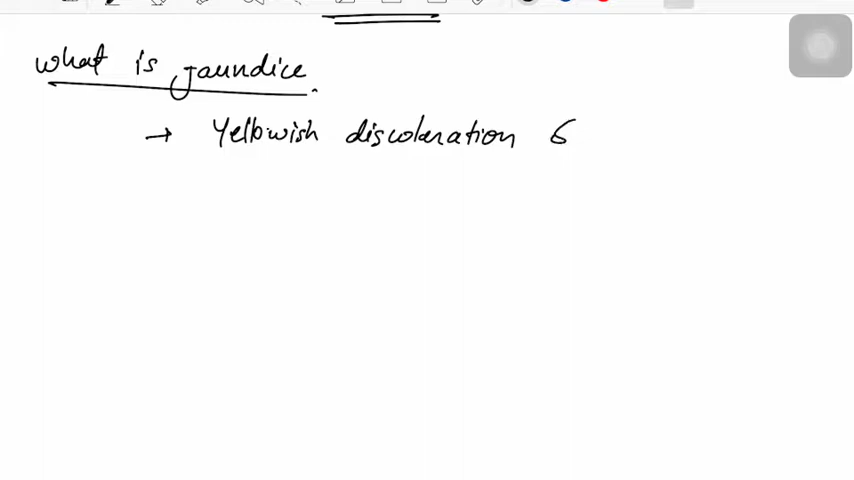 what is jaundice.
→ Yellowish discoloration